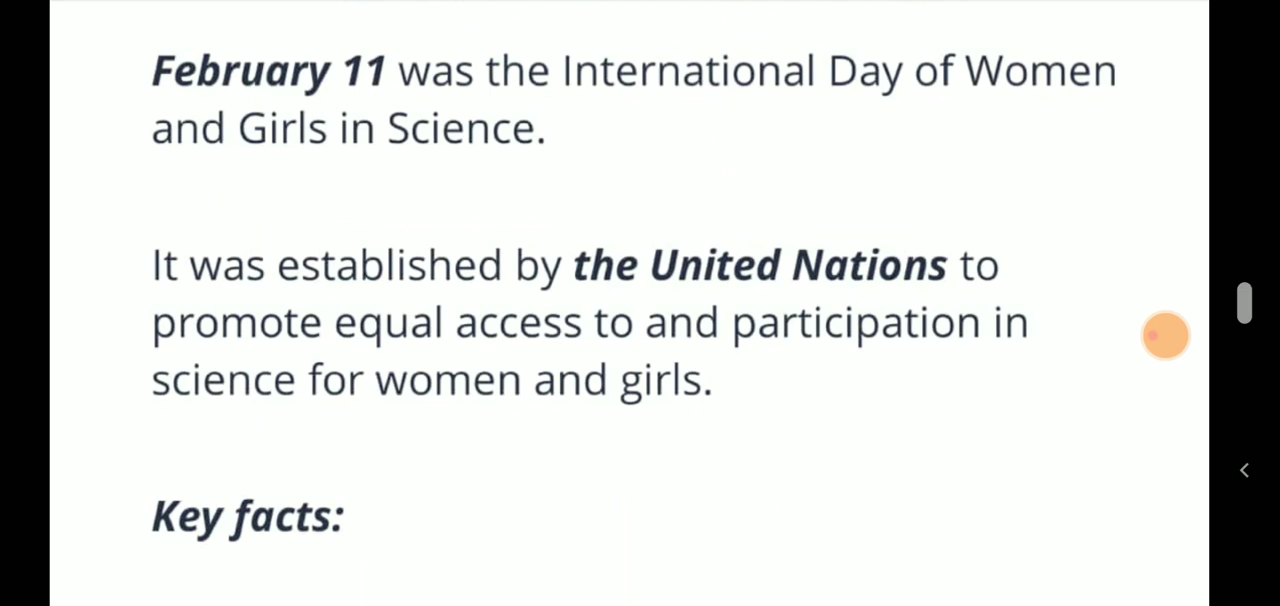 February 11 was the International Day of Women
and Girls in Science.
It was established by the United Nations to
promote equal access to and participation in
science for women and girls.
Key facts: